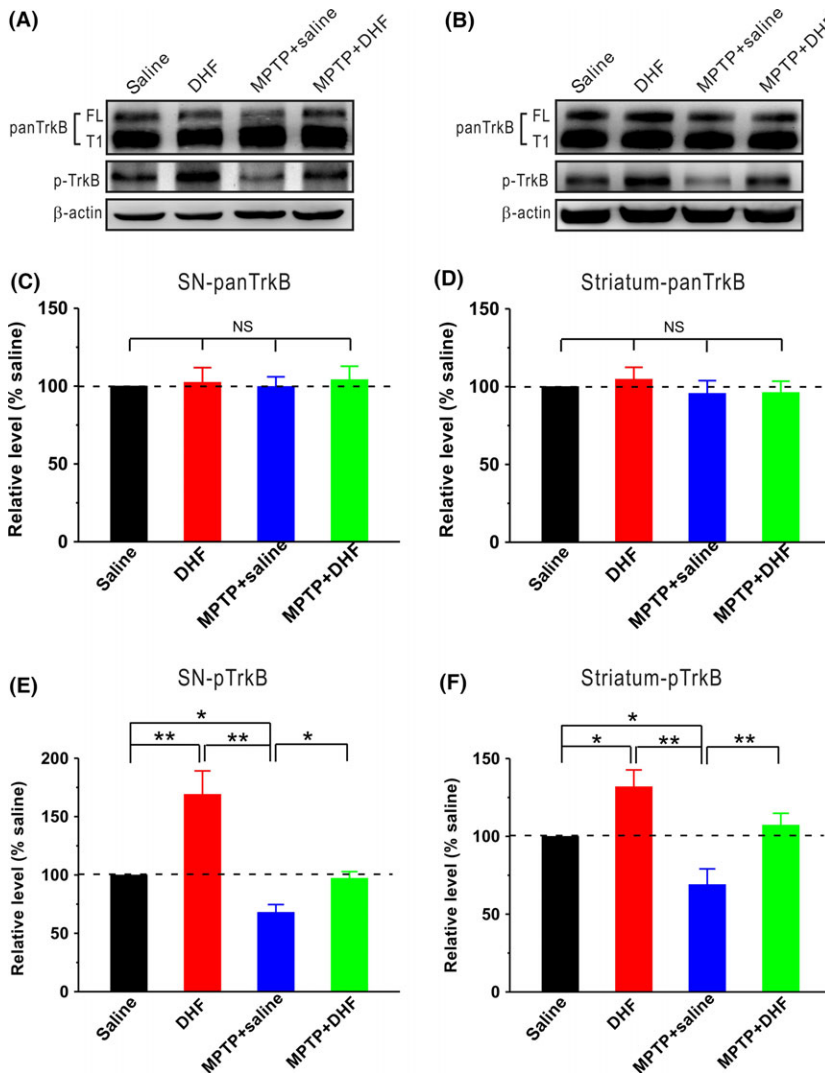 (A)
Saline
DHF
MPTP+saline
MPTP+DHF
panTrkB
FL
T1
p-TrkB
β-actin
(B)
Saline
DHF
MPTP+saline
MPTP+DHF
panTrkB
FL
T1
p-TrkB
β-actin
(C)
SN-panTrkB
Relative level (% saline)
150
100
50
0
NS
Saline
DHF
MPTP+saline
MPTP+DHF
(D)
Striatum-panTrkB
Relative level (% saline)
150
100
50
0
NS
Saline
DHF
MPTP+saline
MPTP+DHF
(E)
SN-pTrkB
Relative level (% saline)
200
150
100
50
0
*
** ** *
Saline
DHF
MPTP+saline
MPTP+DHF
(F)
Striatum-pTrkB
Relative level (% saline)
150
100
50
0
*
* ** **
Saline
DHF
MPTP+saline
MPTP+DHF